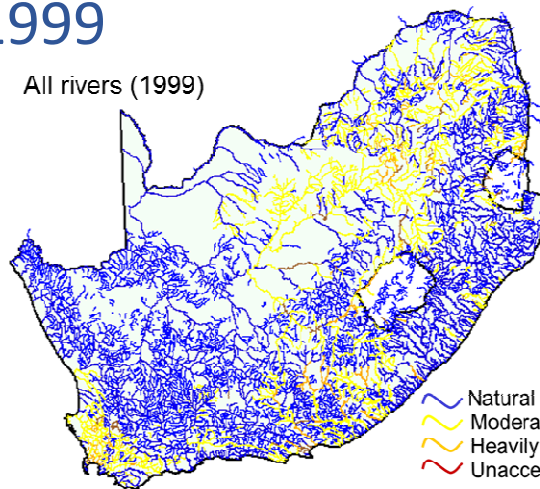 1999
All rivers (1999)
Natural
Modera
Heavily
Unacce